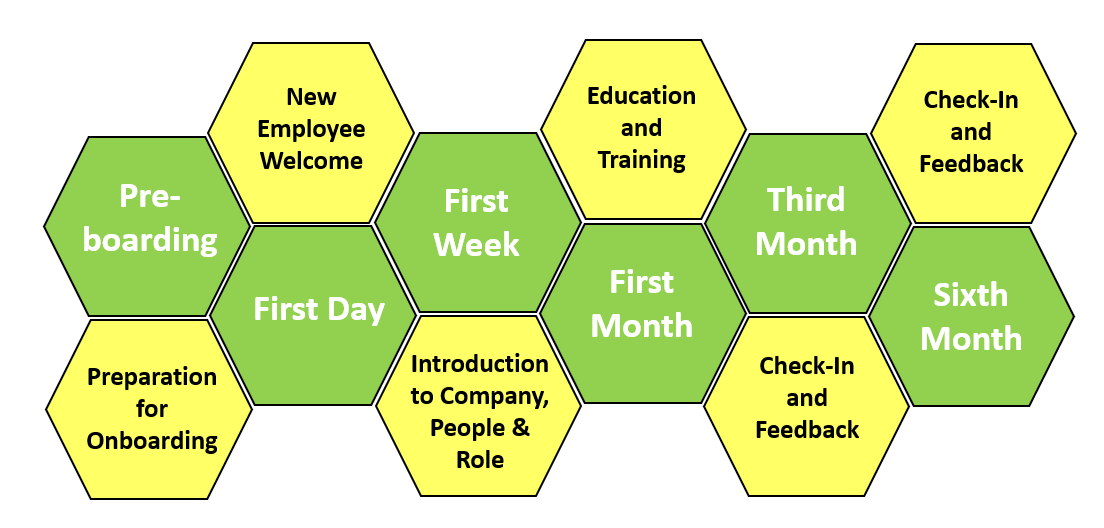 Pre-
boarding
Preparation
for
Onboarding
New
Employee
Welcome
First Day
First
Week
Introduction
to Company,
People &
Role
Education
and
Training
First
Month
Third
Month
Check-In
and
Feedback
Check-In
and
Feedback
Sixth
Month